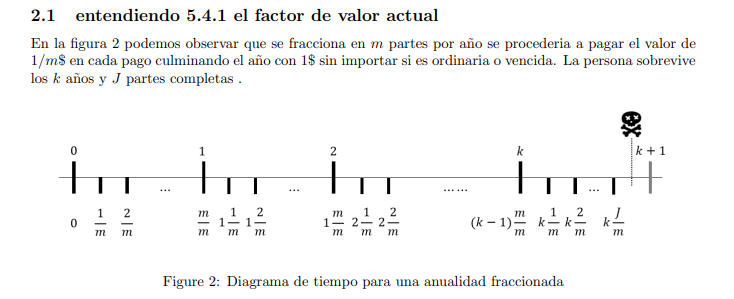 2.1 entendiendo 5.4.1 el factor de valor actual
En la figura 2 podemos observar que se fracciona en m partes por año se procederia a pagar el valor de
1/m$ en cada pago culminando el año con 1$ sin importar si es ordinaria o vencida. La persona sobrevive
los k años y J partes completas .
0 1 2 k k + 1
... ... ... ... ...
0 1/m 2/m m/m 1 1/m 1 2/m 1 m/m 2 1/m 2 2/m (k − 1) m/m k 1/m k 2/m k J/m
Figure 2: Diagrama de tiempo para una anualidad fraccionada